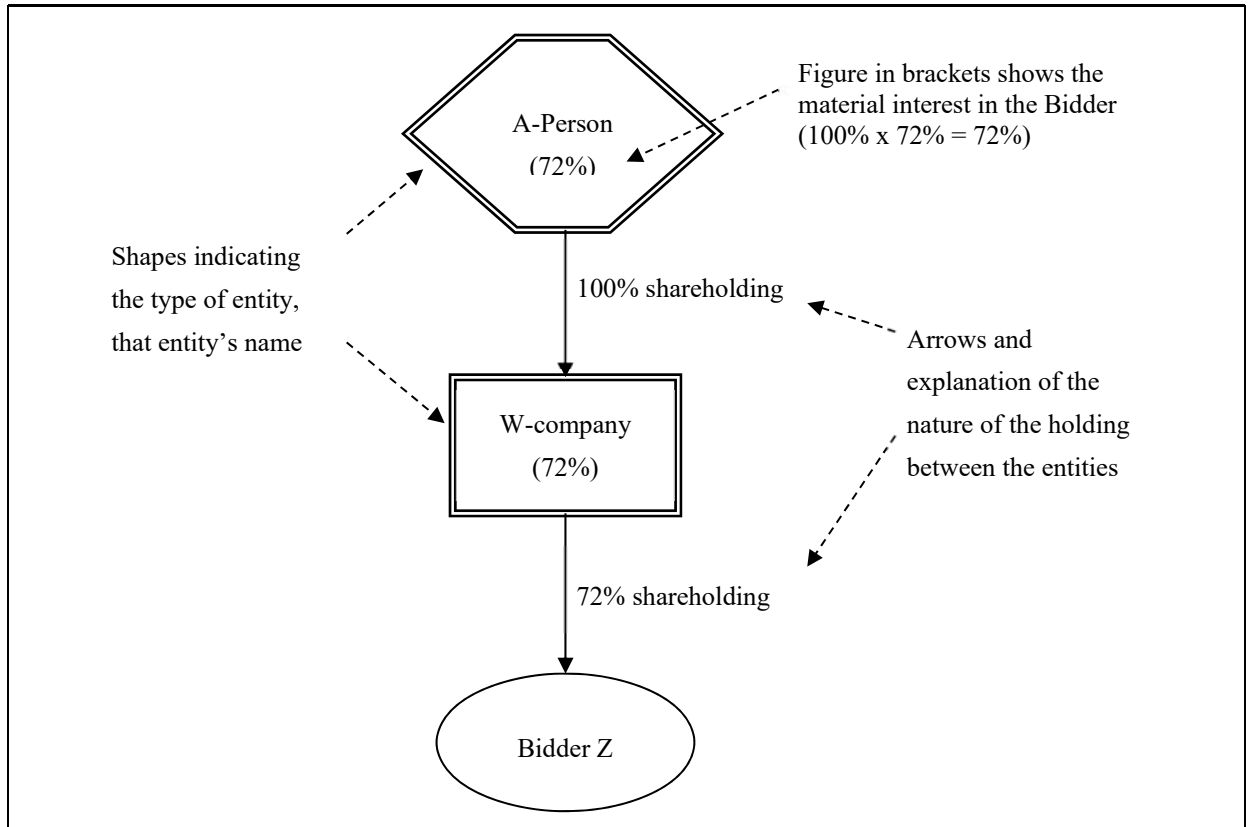 A-Person
(72%)
Figure in brackets shows the
material interest in the Bidder
(100% x 72% = 72%)
Shapes indicating
the type of entity,
that entity’s name
100% shareholding
Arrows and
explanation of the
nature of the holding
between the entities
W-company
(72%)
72% shareholding
Bidder Z